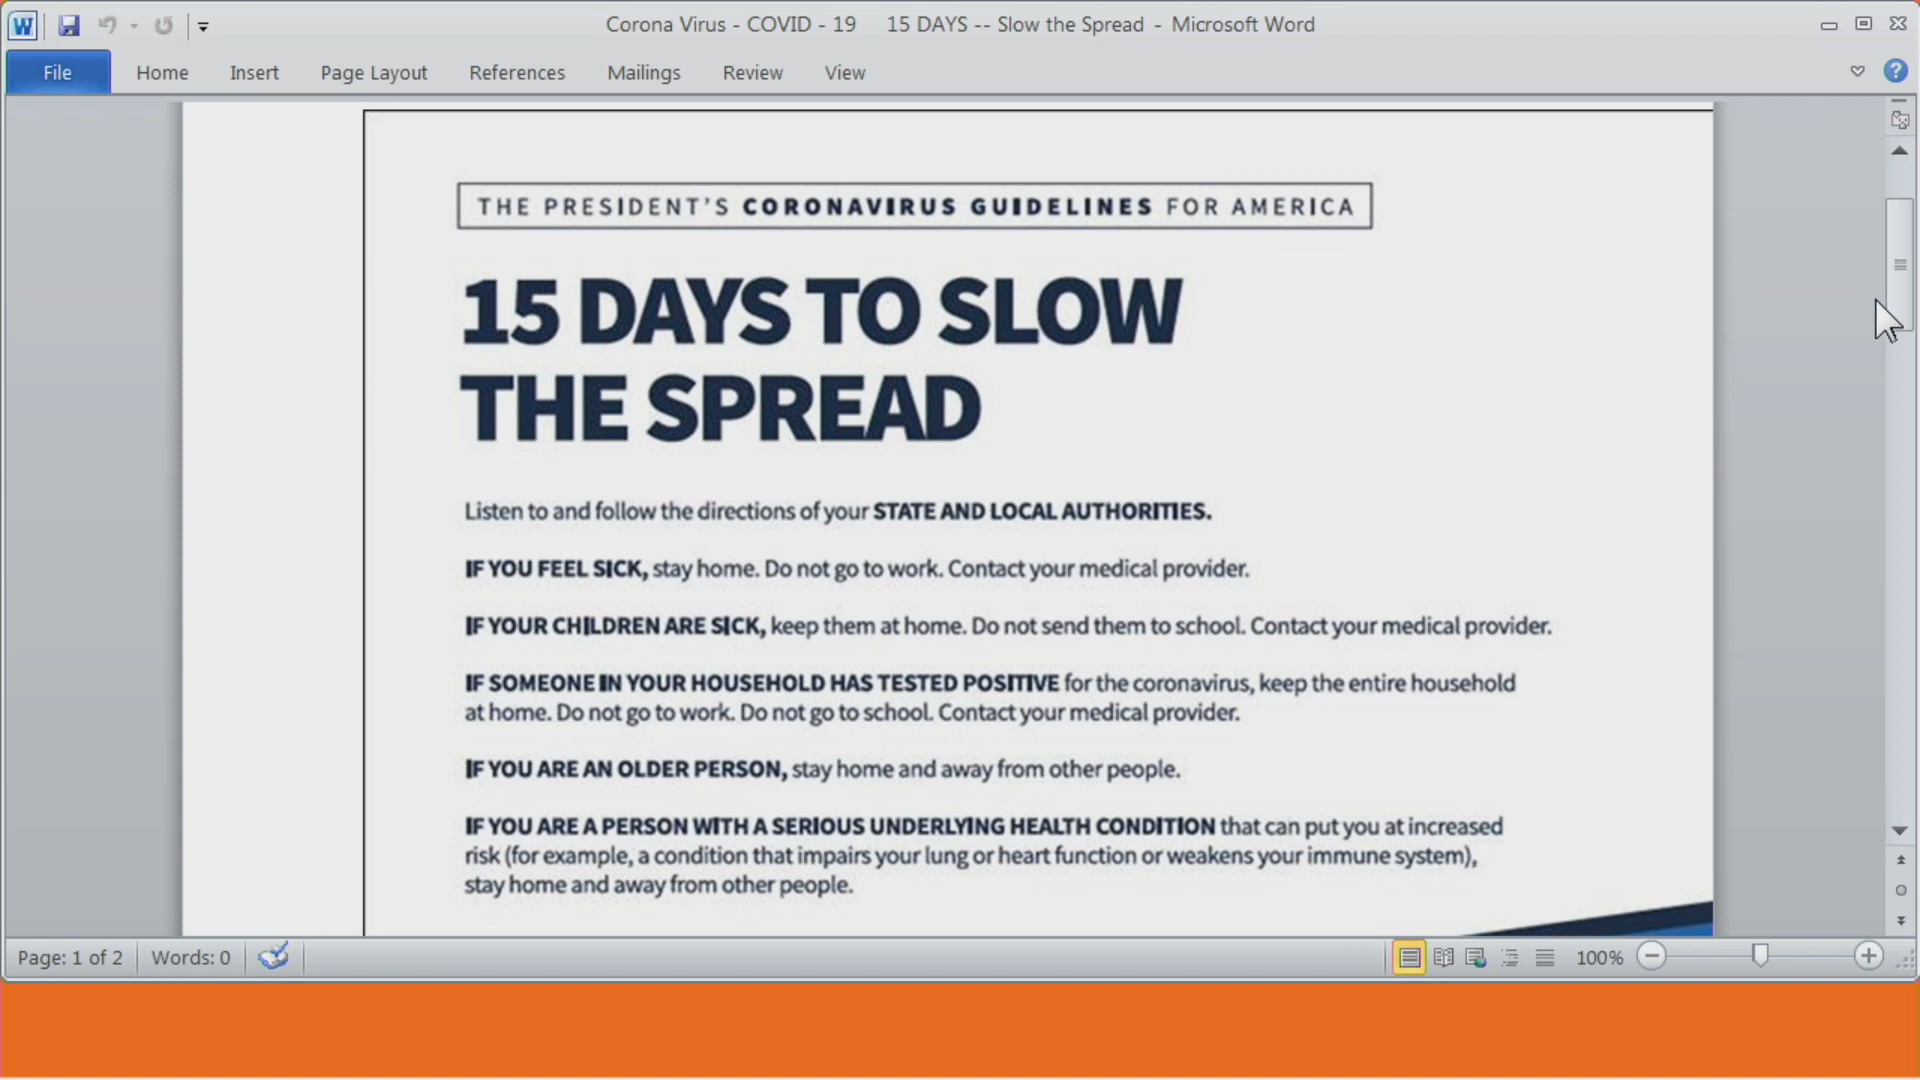 Corona Virus - COVID - 19 15 DAYS -- Slow the Spread - Microsoft Word
File Home Insert Page Layout References Mailings Review View
THE PRESIDENT'S CORONAVIRUS GUIDELINES FOR AMERICA
15 DAYS TO SLOW
THE SPREAD
Listen to and follow the directions of your STATE AND LOCAL AUTHORITIES.
IF YOU FEEL SICK, stay home. Do not go to work. Contact your medical provider.
IF YOUR CHILDREN ARE SICK, keep them at home. Do not send them to school. Contact your medical provider.
IF SOMEONE IN YOUR HOUSEHOLD HAS TESTED POSITIVE for the coronavirus, keep the entire household
at home. Do not go to work. Do not go to school. Contact your medical provider.
IF YOU ARE AN OLDER PERSON, stay home and away from other people.
IF YOU ARE A PERSON WITH A SERIOUS UNDERLYING HEALTH CONDITION that can put you at increased
risk (for example, a condition that impairs your lung or heart function or weakens your immune system),
stay home and away from other people.
Page: 1 of 2 Words: 0 100%